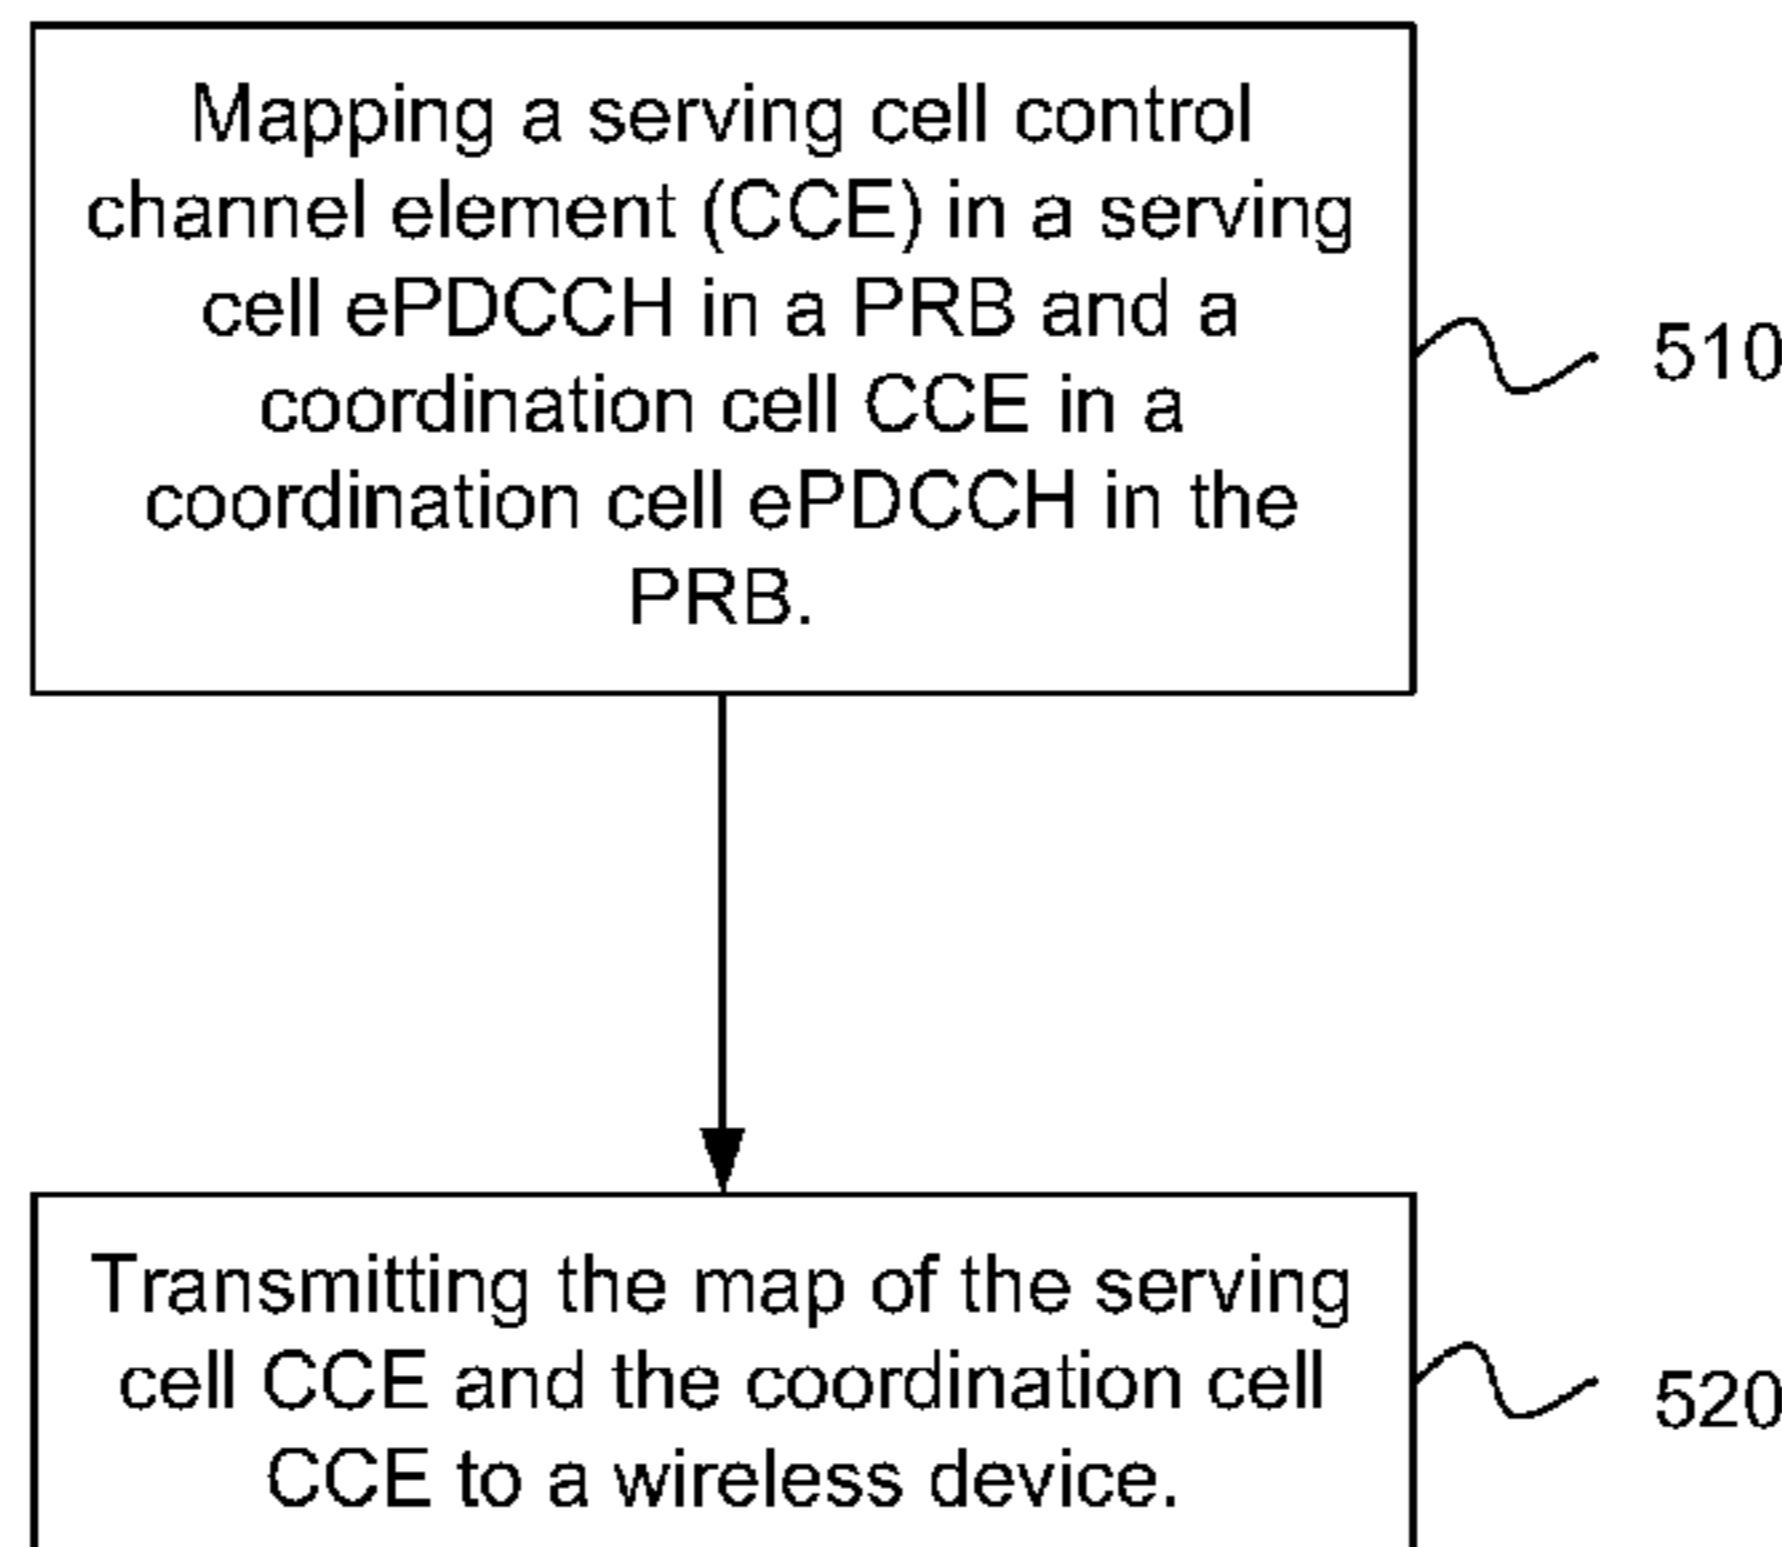 Mapping a serving cell control
channel element (CCE) in a serving
cell ePDCCH in a PRB and a
coordination cell CCE in a
coordination cell ePDCCH in the
PRB.
510
Transmitting the map of the serving
cell CCE and the coordination cell
CCE to a wireless device.
520